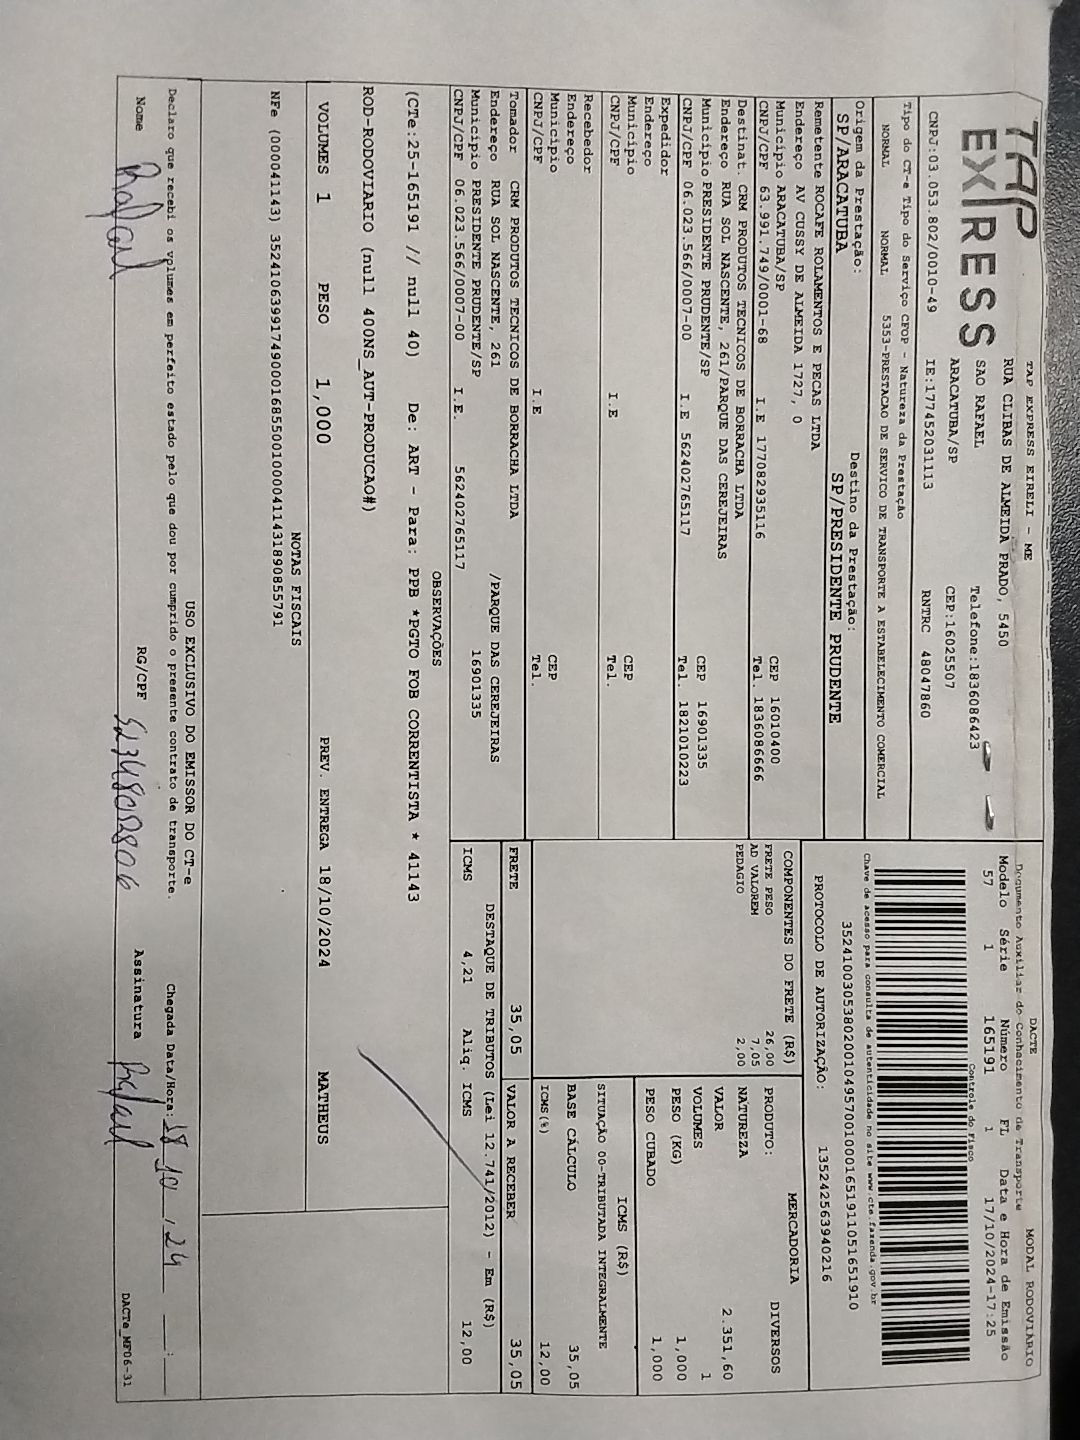 TAP EXPRESS
TAP EXPRESS EIRELI - ME
RUA CLIBAS DE ALMEIDA PRADO, 5450
SAO RAFAEL Telefone:1836086423
ARACATUBA/SP CEP:16025507
CNPJ:03.053.802/0010-49 IE:177452031113 RNTRC 48047860
Tipo do CT-e Tipo do Serviço CFOP - Natureza da Prestação
NORMAL NORMAL 5353-PRESTACAO DE SERVICO DE TRANSPORTE A ESTABELECIMENTO COMERCIAL
Origem da Prestação: Destino da Prestação:
SP/ARACATUBA SP/PRESIDENTE PRUDENTE
DACTE MODAL RODOVIÁRIO
Documento Auxiliar do Conhecimento de Transporte
Modelo Série Número FL Data e Hora de Emissão
57 1 165191 1 17/10/2024-17:25
Controle do Fisco
Chave de acesso para consulta de autenticidade no site www.cte.fazenda.gov.br
35241003053802001049570010001651911051651910
PROTOCOLO DE AUTORIZAÇÃO: 135242563940216
Remetente ROCAFE ROLAMENTOS E PECAS LTDA
Endereço AV CUSSY DE ALMEIDA 1727, 0
Município ARACATUBA/SP CEP 16010400
CNPJ/CPF 63.991.749/0001-68 I.E 177082935116 Tel. 1836086666
Destinat. CRM PRODUTOS TECNICOS DE BORRACHA LTDA
Endereço RUA SOL NASCENTE, 261/PARQUE DAS CEREJEIRAS
Município PRESIDENTE PRUDENTE/SP CEP 16901335
CNPJ/CPF 06.023.566/0007-00 I.E 562402765117 Tel. 1821010223
Expedidor
Endereço
Município CEP
CNPJ/CPF I.E Tel.
Recebedor
Endereço
Município CEP
CNPJ/CPF I.E Tel.
Tomador CRM PRODUTOS TECNICOS DE BORRACHA LTDA
Endereço RUA SOL NASCENTE, 261 /PARQUE DAS CEREJEIRAS
Município PRESIDENTE PRUDENTE/SP 16901335
CNPJ/CPF 06.023.566/0007-00 I.E. 562402765117
COMPONENTES DO FRETE (R$)
FRETE PESO 26,00
AD VALOREM 7,05
PEDAGIO 2,00
MERCADORIA
PRODUTO: DIVERSOS
NATUREZA
VALOR 2.351,60
VOLUMES 1
PESO (KG) 1,000
PESO CUBADO 1,000
ICMS (R$)
SITUAÇÃO 00-TRIBUTADA INTEGRALMENTE
BASE CÁLCULO 35,05
ICMS(%) 12,00
FRETE 35,05 VALOR A RECEBER 35,05
DESTAQUE DE TRIBUTOS (Lei 12.741/2012) - Em (R$)
ICMS 4,21 Aliq. ICMS 12,00
OBSERVAÇÕES
(CTe:25-165191 // null 40) De: ART - Para: PPB *PGTO FOB CORRENTISTA * 41143
ROD-RODOVIARIO (null 400NS_AUT-PRODUCAO#)
VOLUMES 1 PESO 1,000 PREV. ENTREGA 18/10/2024 MATHEUS
NOTAS FISCAIS
NFe (00041143) 35241063991749000168550010000411431890855791
USO EXCLUSIVO DO EMISSOR DO CT-e
Declaro que recebi os volumes em perfeito estado pelo que dou por cumprido o presente contrato de transporte. Chegada Data/Hora: 18 10 / 24 ___:___
Nome Rafael RG/CPF 52348052806 Assinatura Rafael
DACTe_MF06-31